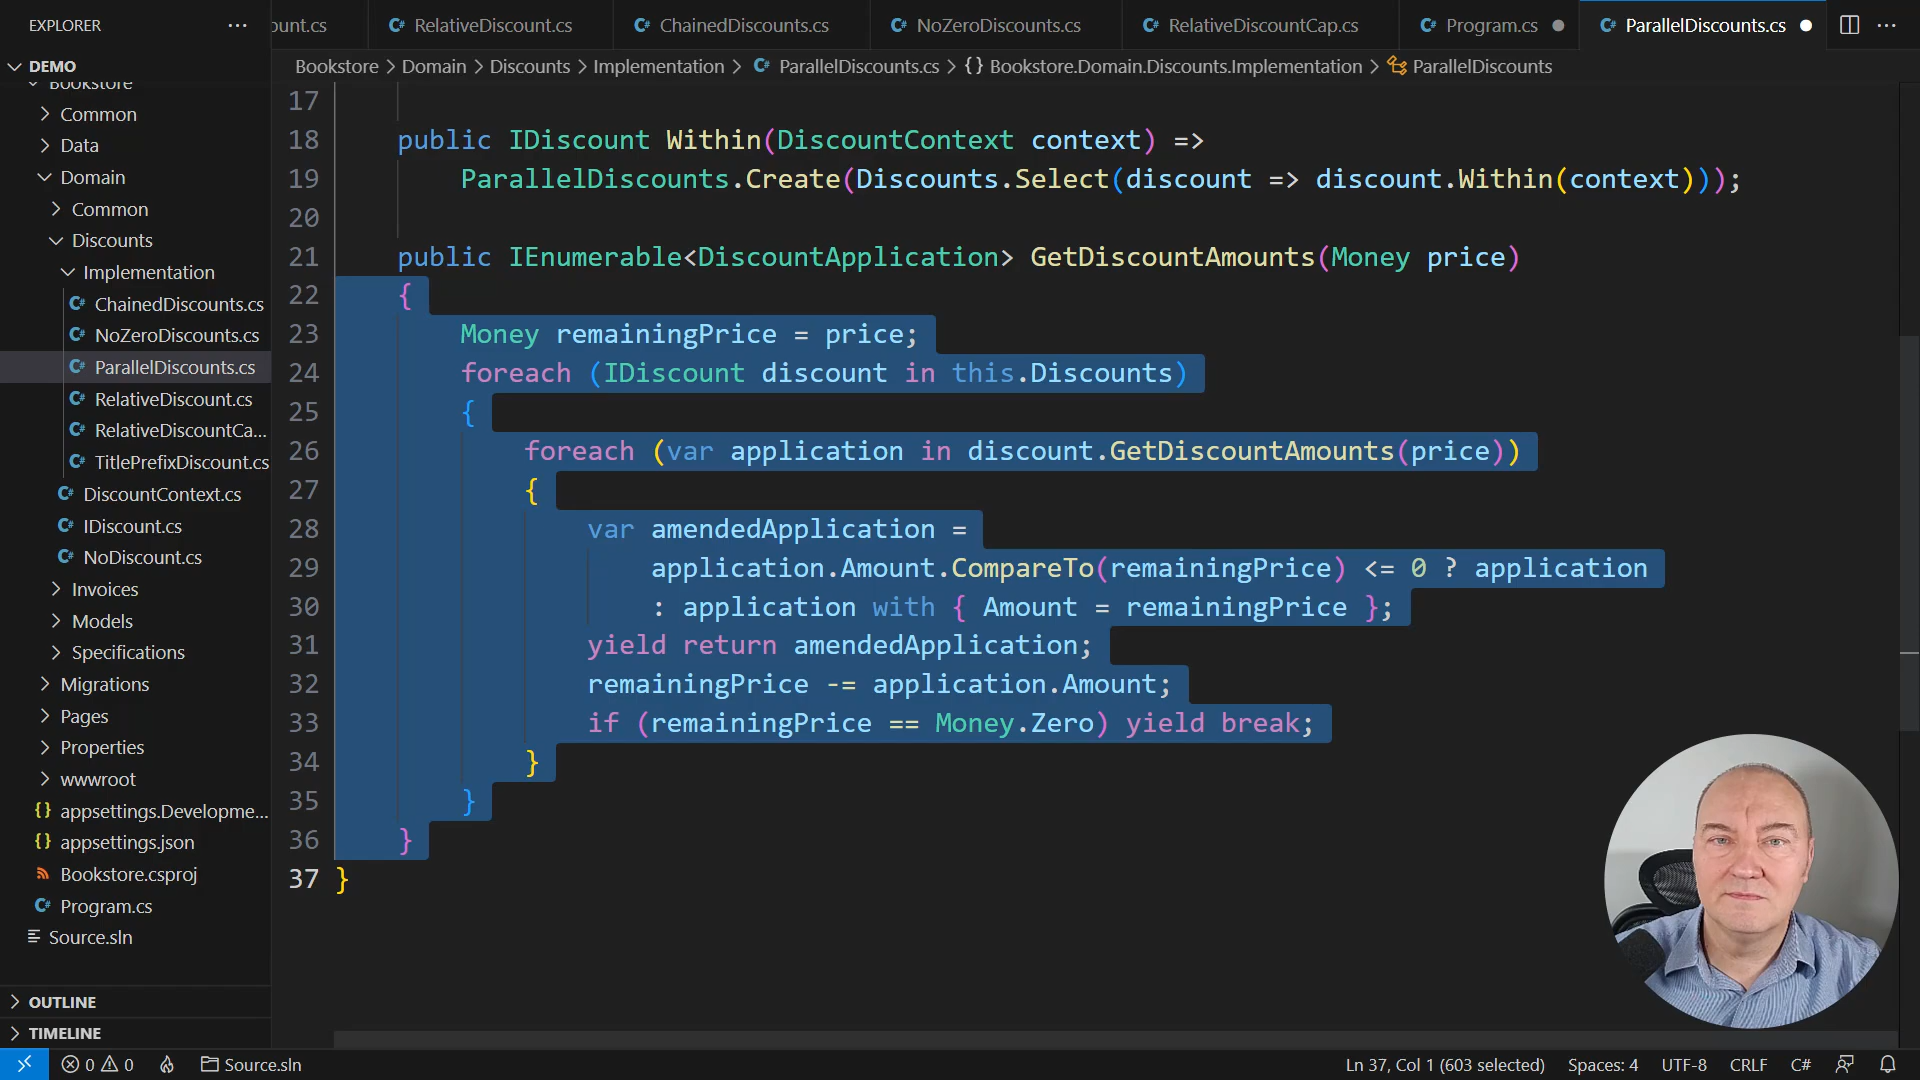 EXPLORER
ount.cs
RelativeDiscount.cs
ChainedDiscounts.cs
NoZeroDiscounts.cs
RelativeDiscountCap.cs
Program.cs
ParallelDiscounts.cs
DEMO
Bookstore
Common
Data
Domain
Common
Discounts
Implementation
ChainedDiscounts.cs
NoZeroDiscounts.cs
ParallelDiscounts.cs
RelativeDiscount.cs
RelativeDiscountCa...
TitlePrefixDiscount.cs
DiscountContext.cs
IDiscount.cs
NoDiscount.cs
Invoices
Models
Specifications
Migrations
Pages
Properties
wwwroot
appsettings.Developme...
appsettings.json
Bookstore.csproj
Program.cs
Source.sln
OUTLINE
TIMELINE
Bookstore > Domain > Discounts > Implementation > ParallelDiscounts.cs > {} Bookstore.Domain.Discounts.Implementation > ParallelDiscounts
17
18 public IDiscount Within(DiscountContext context) =>
19 ParallelDiscounts.Create(Discounts.Select(discount => discount.Within(context)));
20
21 public IEnumerable<DiscountApplication> GetDiscountAmounts(Money price)
22 {
23 Money remainingPrice = price;
24 foreach (IDiscount discount in this.Discounts)
25 {
26 foreach (var application in discount.GetDiscountAmounts(price))
27 {
28 var amendedApplication =
29 application.Amount.CompareTo(remainingPrice) <= 0 ? application
30 : application with { Amount = remainingPrice };
31 yield return amendedApplication;
32 remainingPrice -= application.Amount;
33 if (remainingPrice == Money.Zero) yield break;
34 }
35 }
36 }
37 }
0 0 Source.sln
Ln 37, Col 1 (603 selected) Spaces: 4 UTF-8 CRLF C#